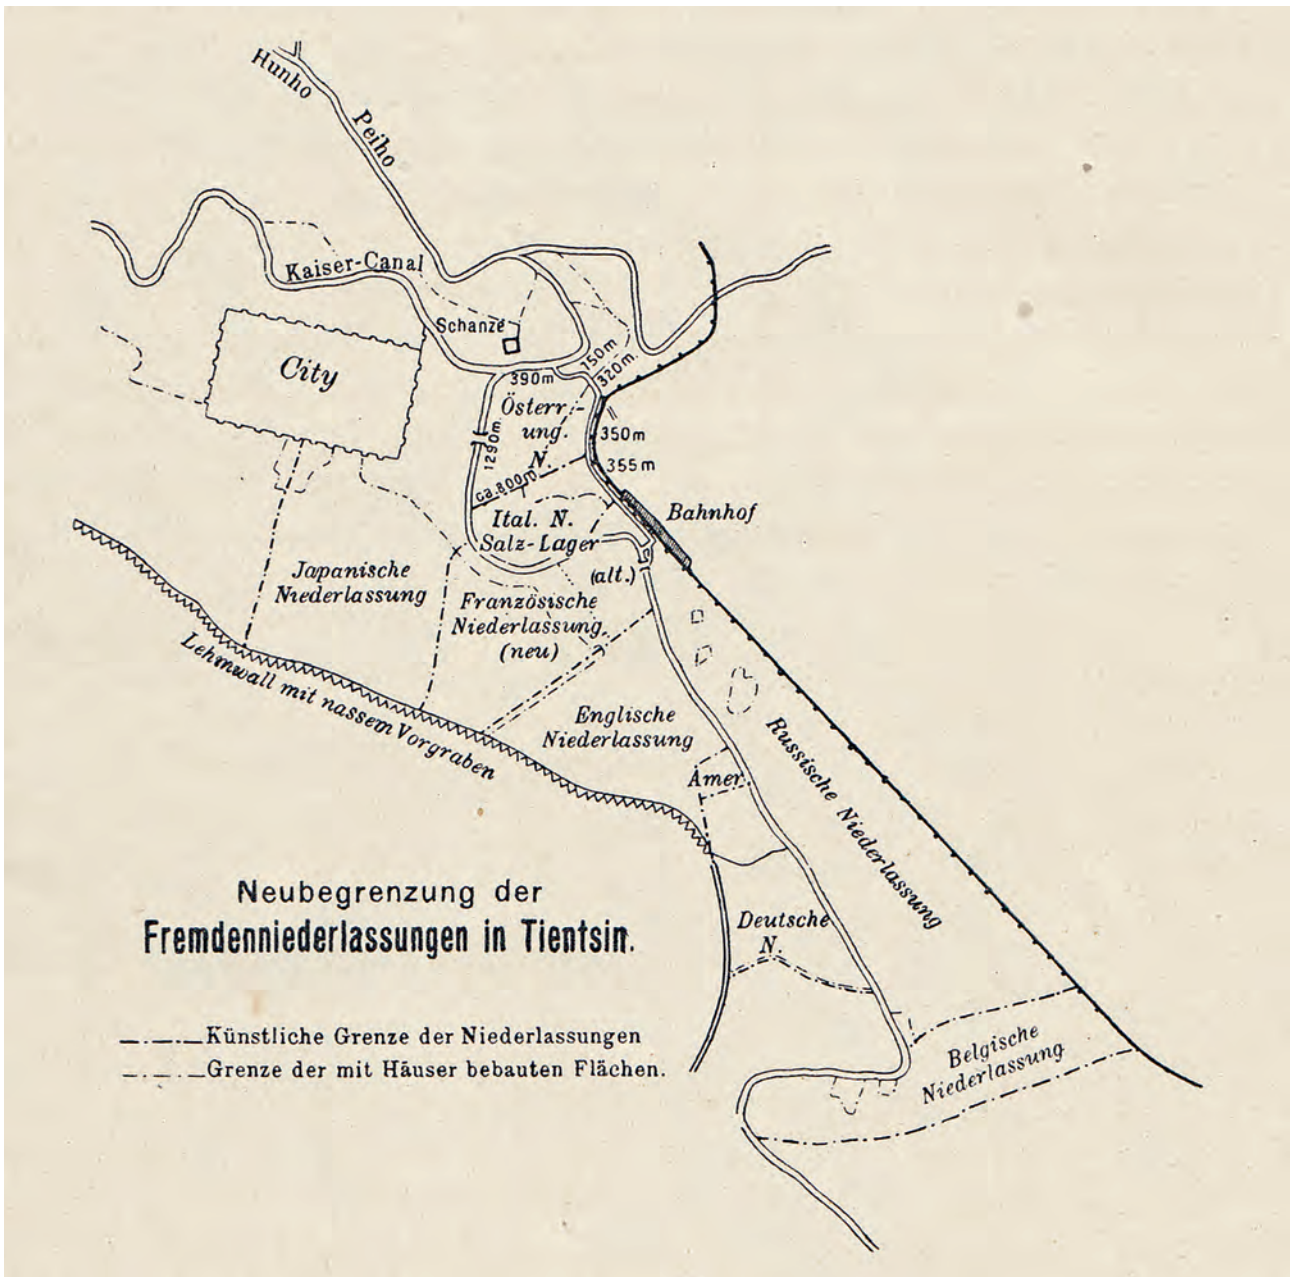 Hunho
Peiho
Kaiser-Canal
Schanze
City
150m
320m.
390m
Österr.-
ung.
N.
1290m.
350m
355m
ca.800m
Bahnhof
Ital. N.
Salz-Lager
(alt.)
Japanische
Niederlassung
Französische
Niederlassung
(neu)
Lehmwall mit nassem Vorgraben
Englische
Niederlassung
Amer.
Russische Niederlassung
Neubegrenzung der
Fremdenniederlassungen in Tientsin.
Deutsche
N.
Künstliche Grenze der Niederlassungen
Grenze der mit Häuser bebauten Flächen.
Belgische
Niederlassung